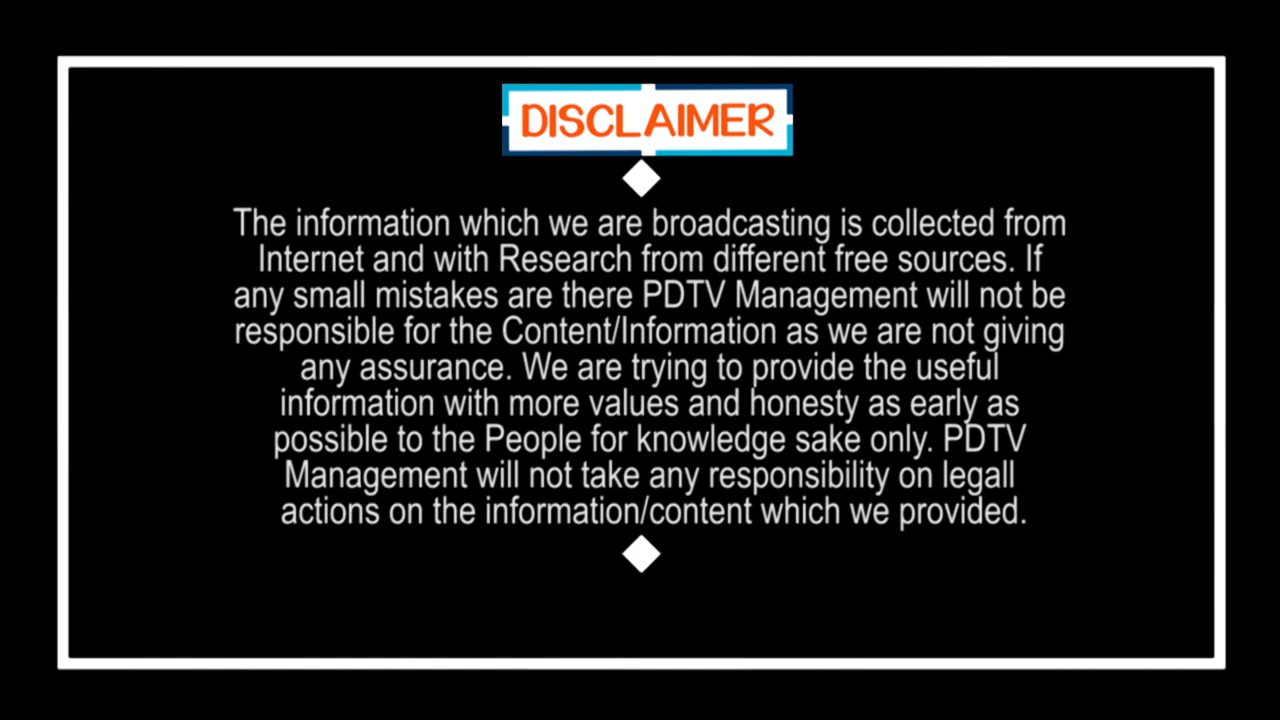 DISCLAIMER
The information which we are broadcasting is collected from
Internet and with Research from different free sources. If
any small mistakes are there PDTV Management will not be
responsible for the Content/Information as we are not giving
any assurance. We are trying to provide the useful
information with more values and honesty as early as
possible to the People for knowledge sake only. PDTV
Management will not take any responsibility on legall
actions on the information/content which we provided.